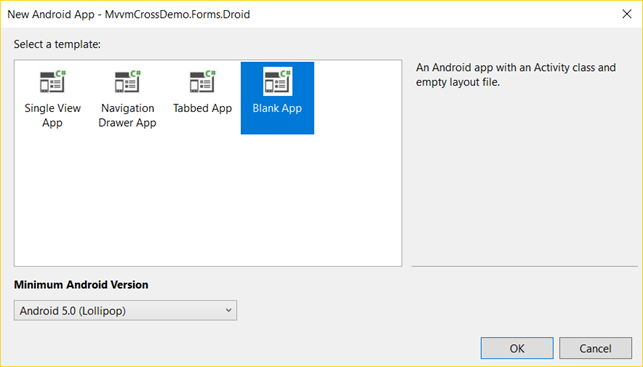 New Android App - MvvmCrossDemo.Forms.Droid
Select a template:
C# C# C# C#
Single View App
Navigation Drawer App
Tabbed App
Blank App
An Android app with an Activity class and
empty layout file.
Minimum Android Version
Android 5.0 (Lollipop)
OK Cancel